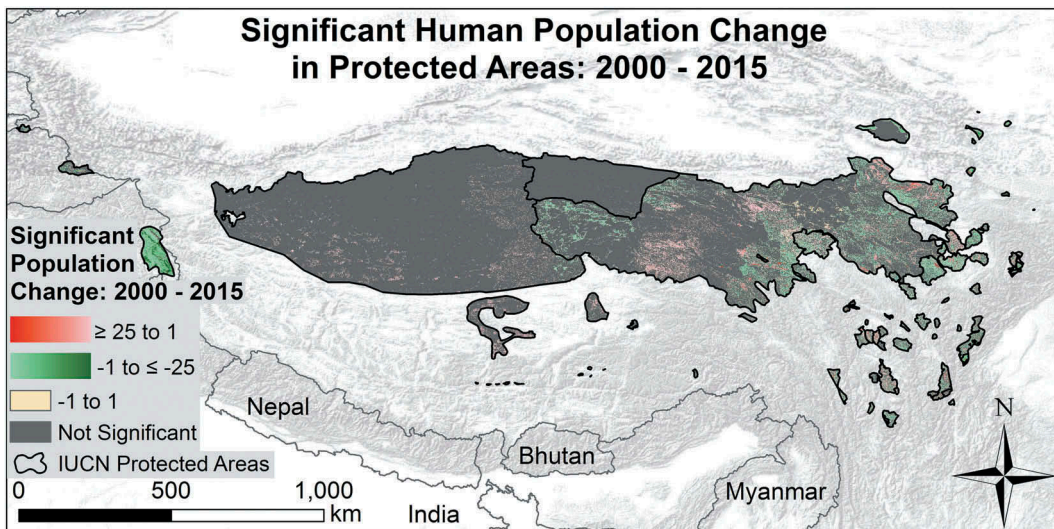 Significant Human Population Change
in Protected Areas: 2000 - 2015
Significant
Population
Change: 2000 - 2015
≥ 25 to 1
-1 to ≤ -25
-1 to 1
Not Significant
IUCN Protected Areas
0 500 1,000
km
Nepal
Bhutan
India
Myanmar
N